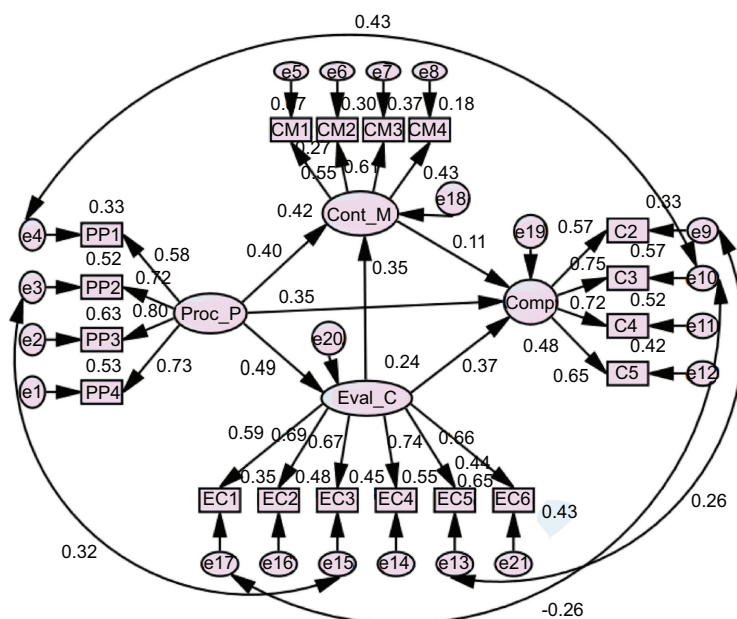 0.43
e5 e6 e7 e8
0.30 0.37 0.18
CM1 CM2 CM3 CM4
0.27
0.55 0.61 0.43
e18
0.42 Cont_M
0.33
e4 PP1
0.58
0.52
e3 PP2
0.72
0.63
0.80
e2 PP3
0.53
0.73
e1 PP4
Proc_P
0.40
0.35
0.35
0.49
0.11
e19
Comp
0.48
0.57 C2 0.33 e9
0.75 C3 0.57 e10
0.72 C4 0.52 e11
0.65 C5 0.42 e12
e20
0.24
0.37
Eval_C
0.59 0.69 0.67 0.74 0.65 0.66
0.35 0.48 0.45 0.55 0.44 0.43
EC1 EC2 EC3 EC4 EC5 EC6
e17 e16 e15 e14 e13 e21
0.32
0.26
-0.26